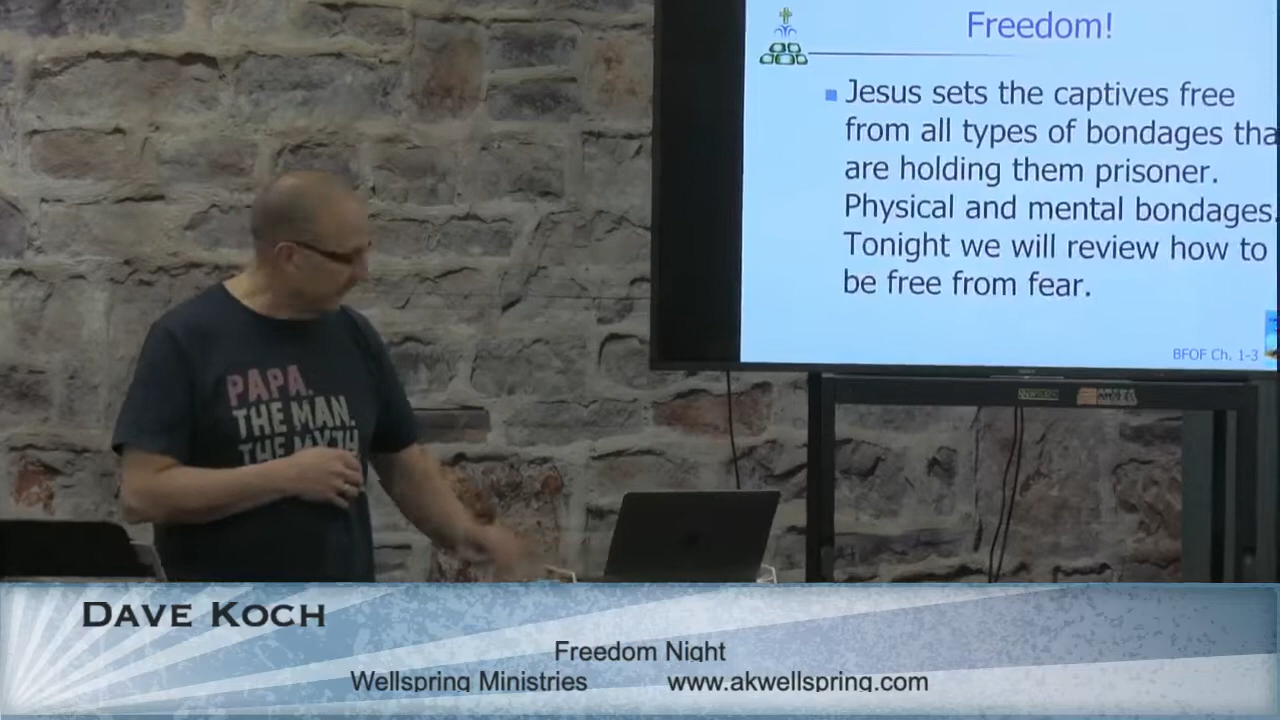 Freedom!
Jesus sets the captives free
from all types of bondages tha
are holding them prisoner.
Physical and mental bondages.
Tonight we will review how to
be free from fear.
BFOF Ch. 1-3
PAPA.
THE MAN.
THE MYTH
DAVE KOCH
Freedom Night
Wellspring Ministries www.akwellspring.com